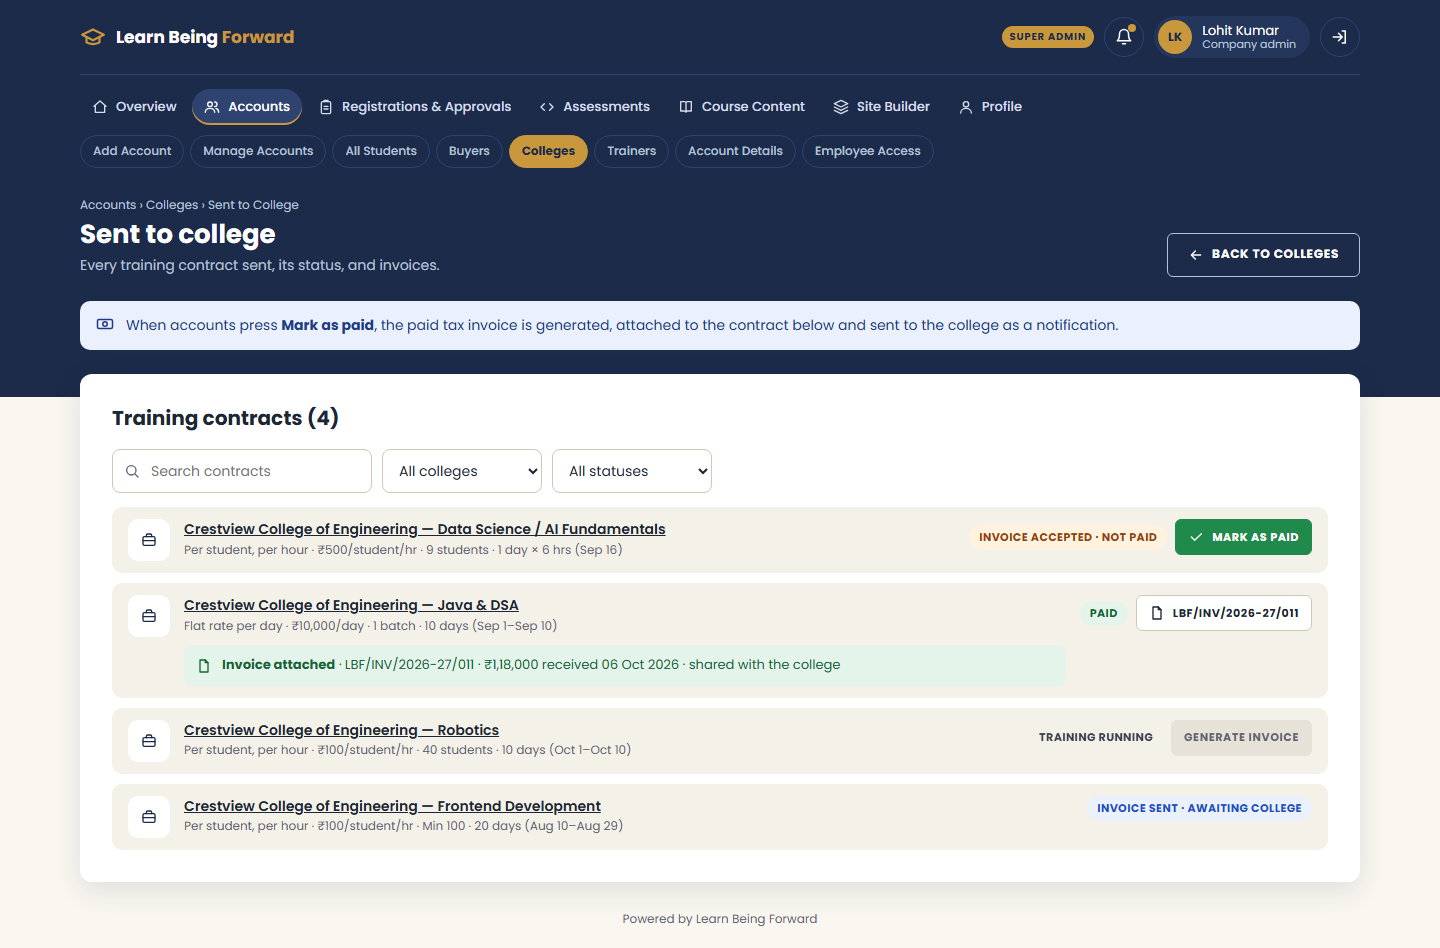 Learn Being Forward
SUPER ADMIN
LK
Lohit Kumar
Company admin
Overview
Accounts
Registrations & Approvals
Assessments
Course Content
Site Builder
Profile
Add Account
Manage Accounts
All Students
Buyers
Colleges
Trainers
Account Details
Employee Access
Accounts › Colleges › Sent to College
Sent to college
Every training contract sent, its status, and invoices.
BACK TO COLLEGES
When accounts press Mark as paid, the paid tax invoice is generated, attached to the contract below and sent to the college as a notification.
Training contracts (4)
Search contracts
All colleges
All statuses
Crestview College of Engineering — Data Science / AI Fundamentals
Per student, per hour · ₹500/student/hr · 9 students · 1 day × 6 hrs (Sep 16)
INVOICE ACCEPTED · NOT PAID
MARK AS PAID
Crestview College of Engineering — Java & DSA
Flat rate per day · ₹10,000/day · 1 batch · 10 days (Sep 1–Sep 10)
PAID
LBF/INV/2026-27/011
Invoice attached · LBF/INV/2026-27/011 · ₹1,18,000 received 06 Oct 2026 · shared with the college
Crestview College of Engineering — Robotics
Per student, per hour · ₹100/student/hr · 40 students · 10 days (Oct 1–Oct 10)
TRAINING RUNNING
GENERATE INVOICE
Crestview College of Engineering — Frontend Development
Per student, per hour · ₹100/student/hr · Min 100 · 20 days (Aug 10–Aug 29)
INVOICE SENT · AWAITING COLLEGE
Powered by Learn Being Forward